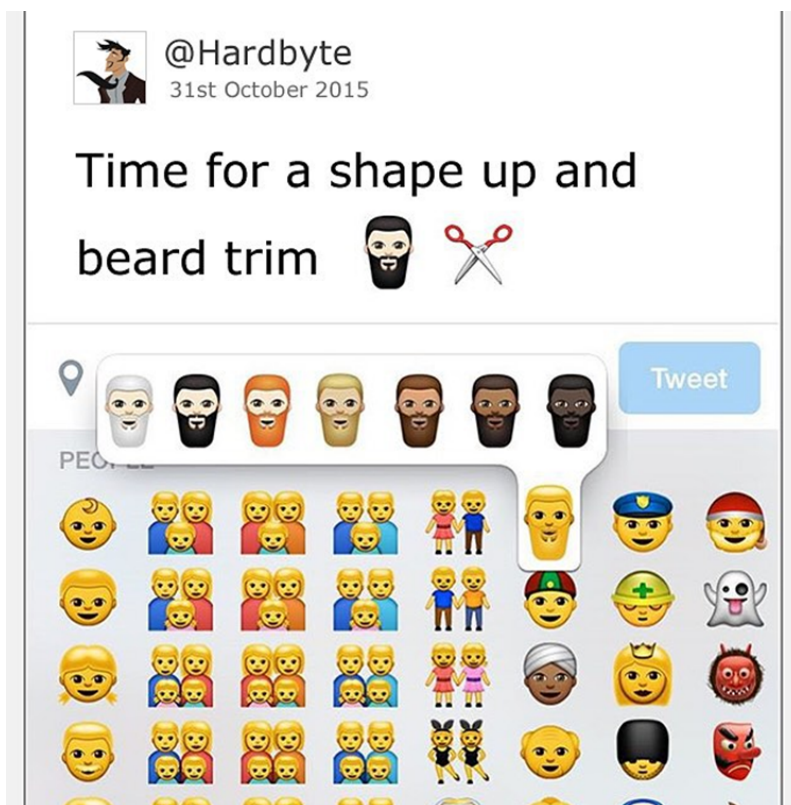 @Hardbyte
31st October 2015
Time for a shape up and
beard trim
Tweet